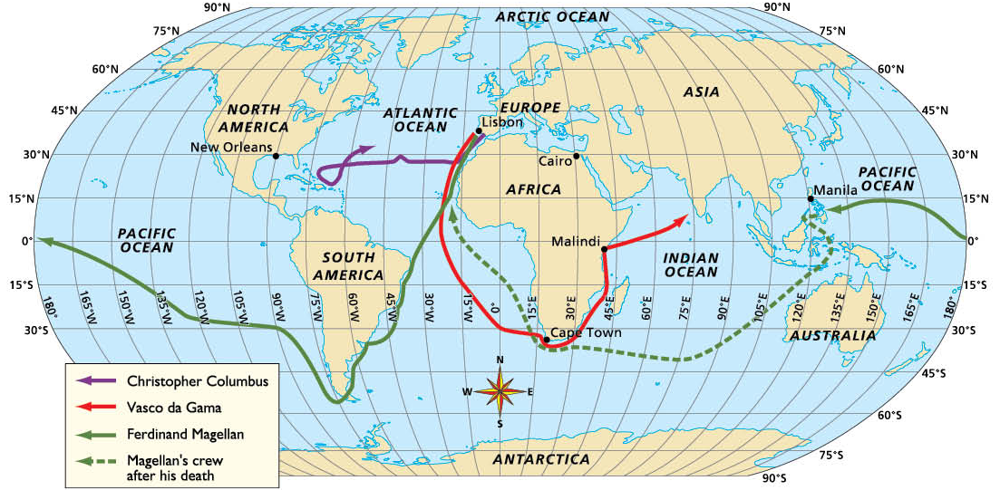 90°N
90°N
ARCTIC OCEAN
75°N
75°N
60°N
60°N
ASIA
45°N
45°N
NORTH
AMERICA
ATLANTIC
OCEAN
EUROPE
Lisbon
New Orleans
30°N
30°N
Cairo
PACIFIC
OCEAN
15°N
AFRICA
Manila
15°N
PACIFIC
OCEAN
0°
Malindi
0°
SOUTH
AMERICA
INDIAN
OCEAN
15°S
15°S
180°
165°W
150°W
135°W
120°W
105°W
90°W
75°W
60°W
45°W
30°W
15°W
0°
15°E
30°E
45°E
60°E
75°E
90°E
105°E
120°E
135°E
150°E
165°E
180°
30°S
Cape Town
AUSTRALIA
30°S
N
W
E
S
45°S
60°S
75°S
90°S
ANTARCTICA
Christopher Columbus
Vasco da Gama
Ferdinand Magellan
Magellan's crew
after his death